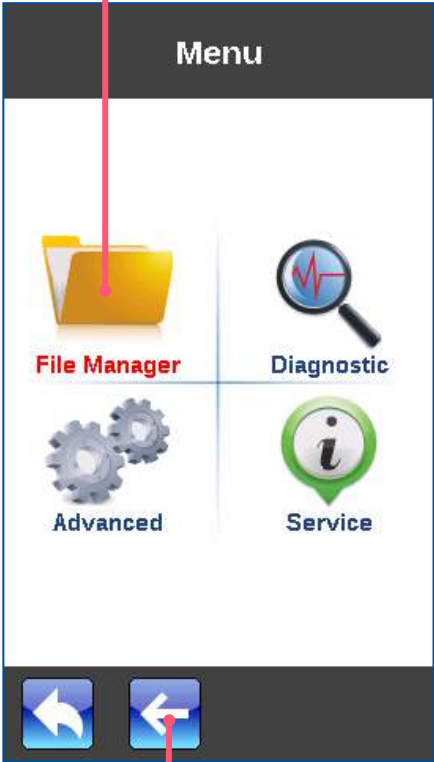 Menu
File Manager
Diagnostic
Advanced
i
Service